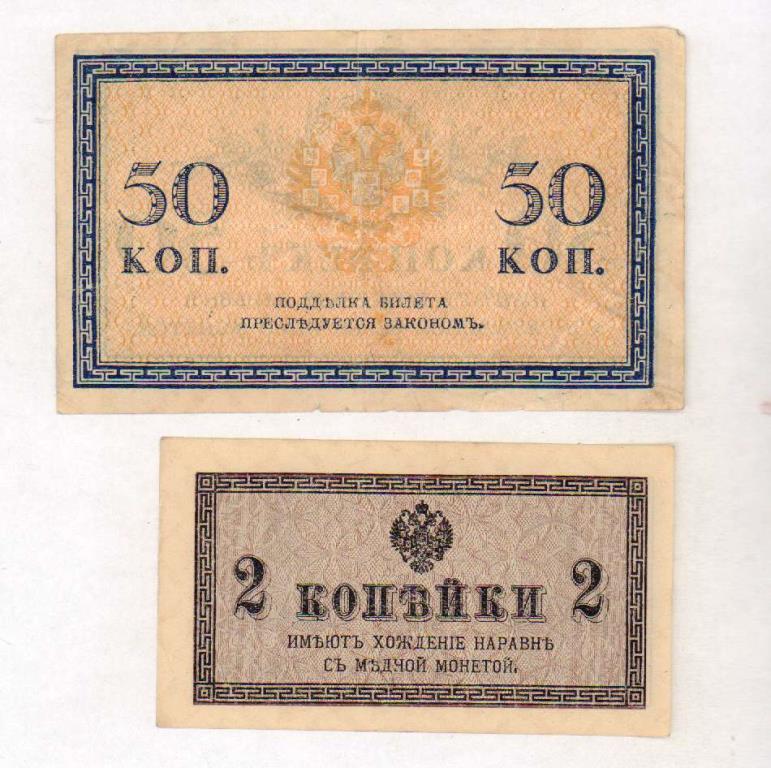 50 50
КОП. КОП.
ПОДДѢЛКА БИЛЕТА
ПРЕСЛѢДУЕТСЯ ЗАКОНОМЪ.
2 КОПѢЙКИ 2
ИМѢЮТЪ ХОЖДЕНІЕ НАРАВНѢ
СЪ МѢДНОЙ МОНЕТОЙ.